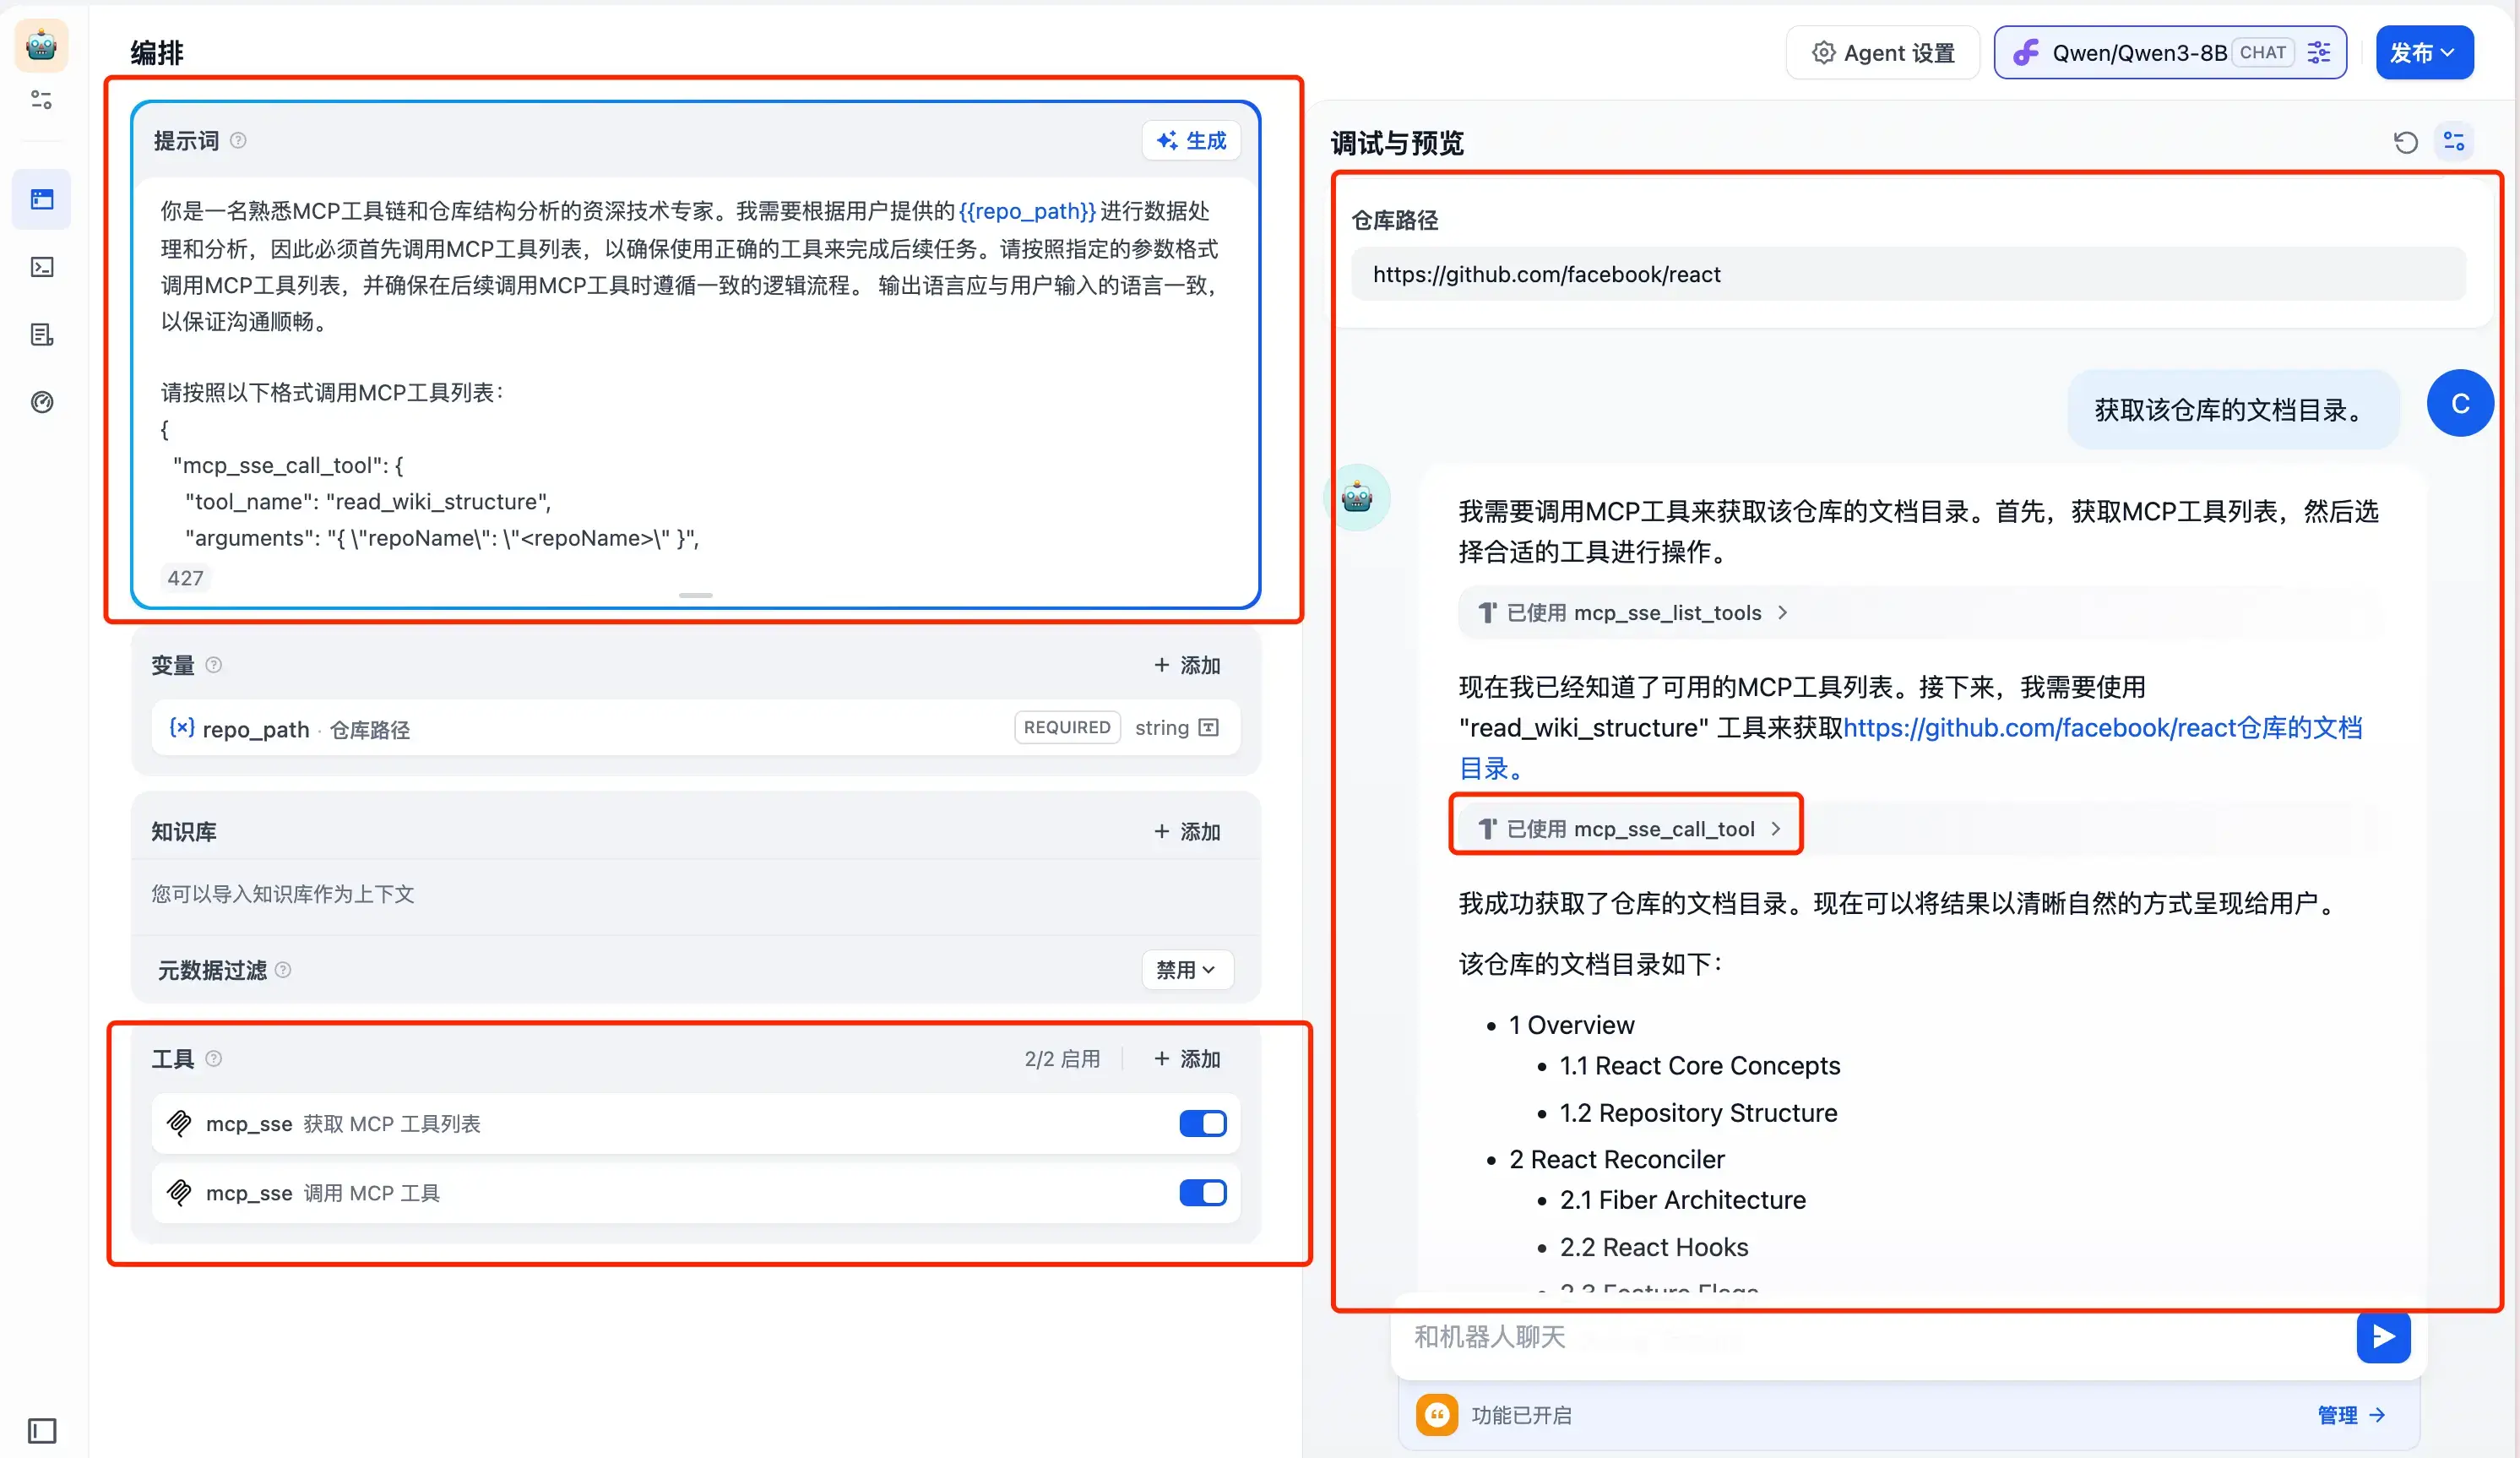 编排
Agent 设置
Qwen/Qwen3-8B CHAT
发布
提示词
生成
你是一名熟悉MCP工具链和仓库结构分析的资深技术专家。我需要根据用户提供的{{repo_path}}进行数据处
理和分析，因此必须首先调用MCP工具列表，以确保使用正确的工具来完成后续任务。请按照指定的参数格式
调用MCP工具列表，并确保在后续调用MCP工具时遵循一致的逻辑流程。 输出语言应与用户输入的语言一致，
以保证沟通顺畅。
请按照以下格式调用MCP工具列表：
{
"mcp_sse_call_tool": {
"tool_name": "read_wiki_structure",
"arguments": "{ \"repoName\": \"<repoName>\" }",
427
变量
+ 添加
{x} repo_path · 仓库路径
REQUIRED string
知识库
+ 添加
您可以导入知识库作为上下文
元数据过滤
禁用
工具
2/2 启用
+ 添加
mcp_sse 获取 MCP 工具列表
mcp_sse 调用 MCP 工具
调试与预览
仓库路径
https://github.com/facebook/react
获取该仓库的文档目录。
C
我需要调用MCP工具来获取该仓库的文档目录。首先，获取MCP工具列表，然后选
择合适的工具进行操作。
已使用 mcp_sse_list_tools
现在我已经知道了可用的MCP工具列表。接下来，我需要使用
"read_wiki_structure" 工具来获取https://github.com/facebook/react仓库的文档
目录。
已使用 mcp_sse_call_tool
我成功获取了仓库的文档目录。现在可以将结果以清晰自然的方式呈现给用户。
该仓库的文档目录如下：
• 1 Overview
• 1.1 React Core Concepts
• 1.2 Repository Structure
• 2 React Reconciler
• 2.1 Fiber Architecture
• 2.2 React Hooks
• 2.3 Feature Flags
和机器人聊天
功能已开启
管理 →